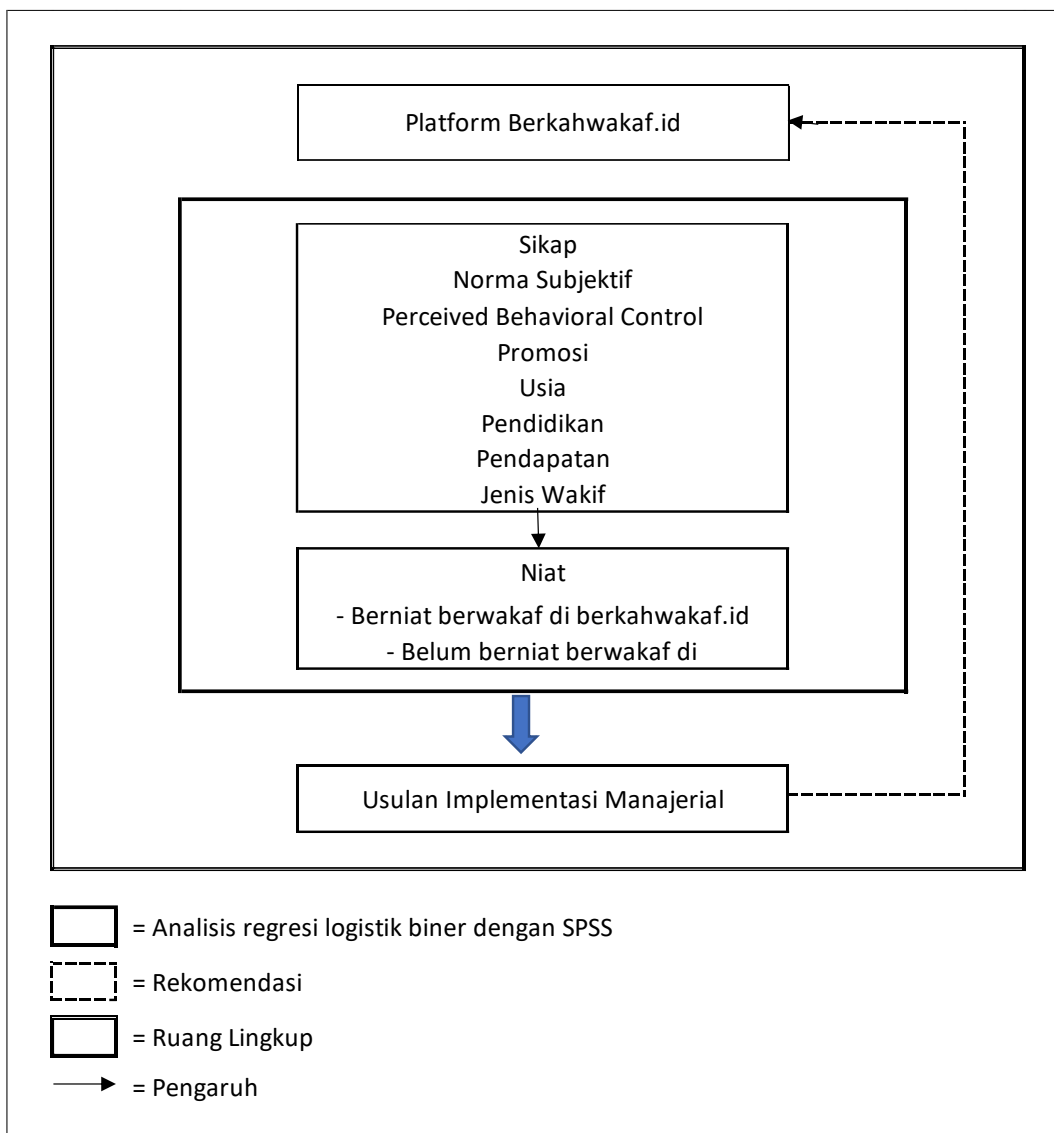 Platform Berkahwakaf.id
Sikap
Norma Subjektif
Perceived Behavioral Control
Promosi
Usia
Pendidikan
Pendapatan
Jenis Wakif
Niat
- Berniat berwakaf di berkahwakaf.id
- Belum berniat berwakaf di
Usulan Implementasi Manajerial
= Analisis regresi logistik biner dengan SPSS
= Rekomendasi
= Ruang Lingkup
= Pengaruh